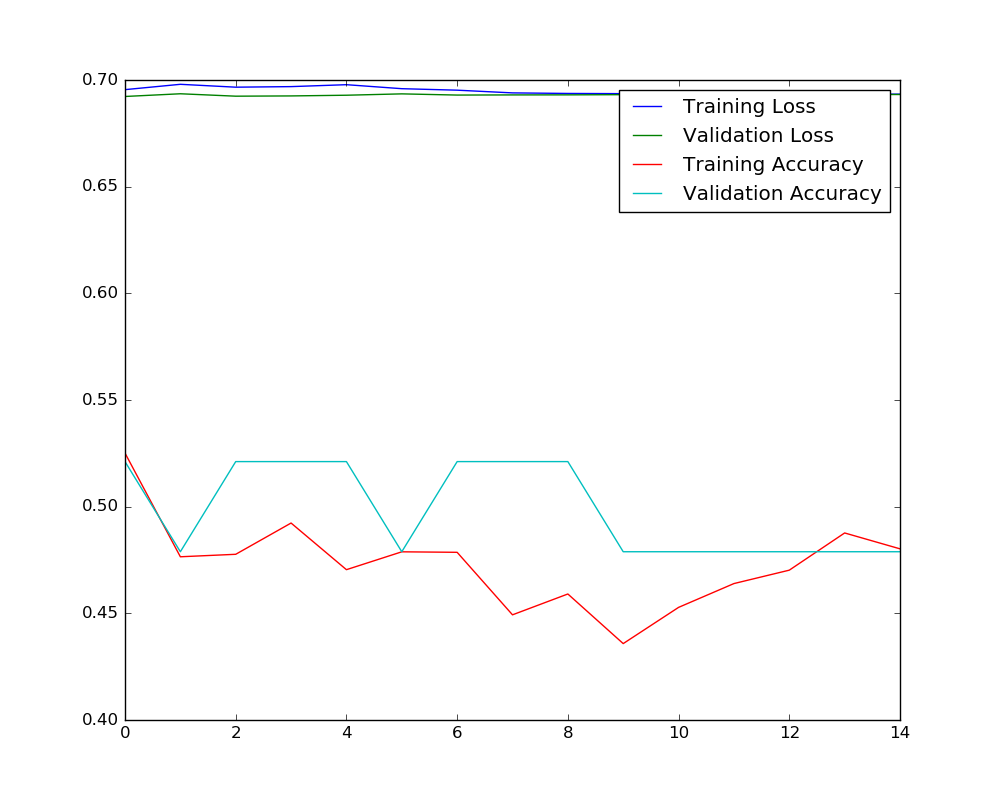 0.70
0.65
0.60
0.55
0.50
0.45
0.40
0 2 4 6 8 10 12 14
Training Loss
Validation Loss
Training Accuracy
Validation Accuracy